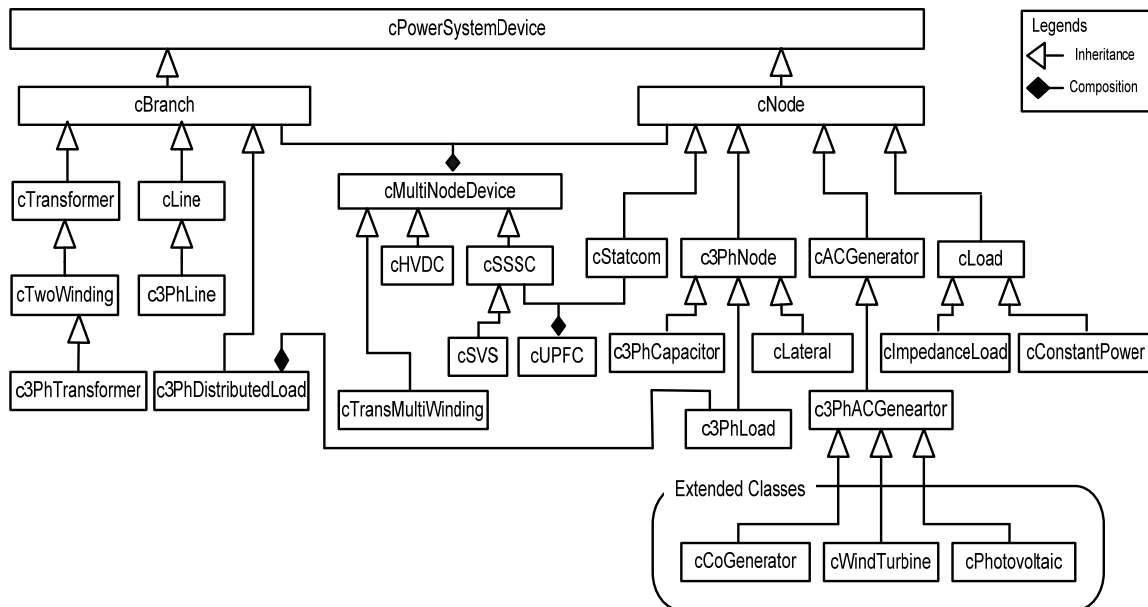 cPowerSystemDevice
Legends
Inheritance
Composition
cBranch
cNode
cTransformer
cLine
cMultiNodeDevice
cHVDC
cSSSC
cStatcom
c3PhNode
cACGenerator
cLoad
cTwoWinding
c3PhLine
cSVS
cUPFC
c3PhCapacitor
cLateral
cImpedanceLoad
cConstantPower
c3PhTransformer
c3PhDistributedLoad
cTransMultiWinding
c3PhLoad
c3PhACGeneartor
Extended Classes
cCoGenerator
cWindTurbine
cPhotovoltaic